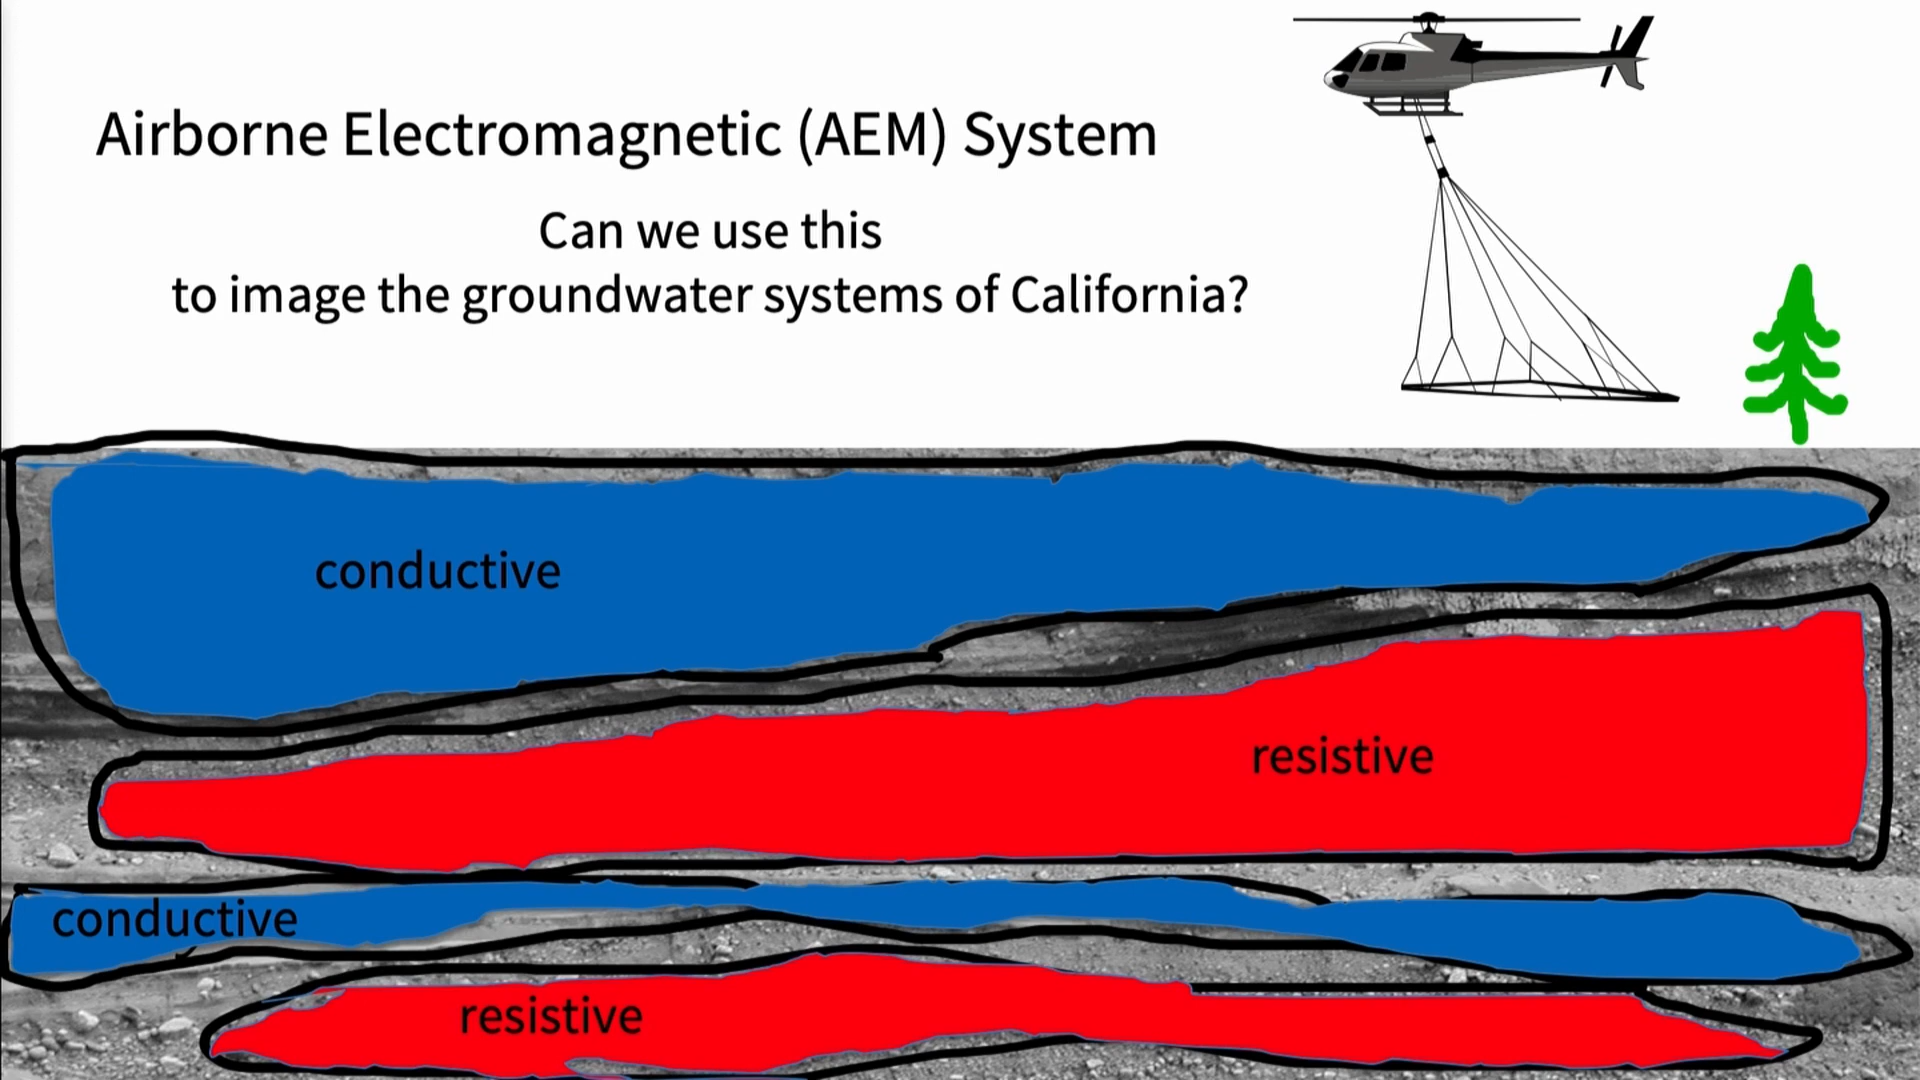 Airborne Electromagnetic (AEM) System
Can we use this
to image the groundwater systems of California?
conductive
resistive
conductive
resistive